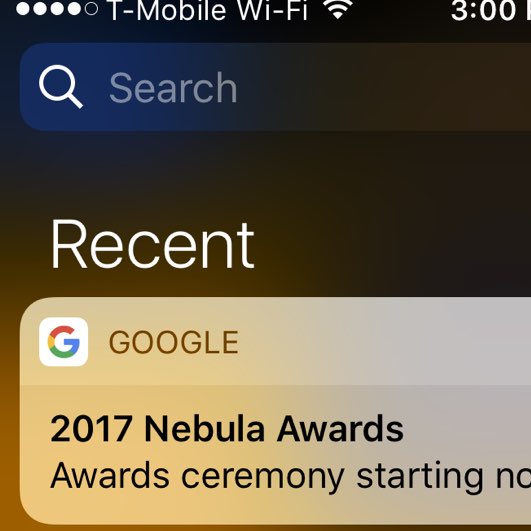 T-Mobile Wi-Fi 3:00
Search
Recent
GOOGLE
2017 Nebula Awards
Awards ceremony starting